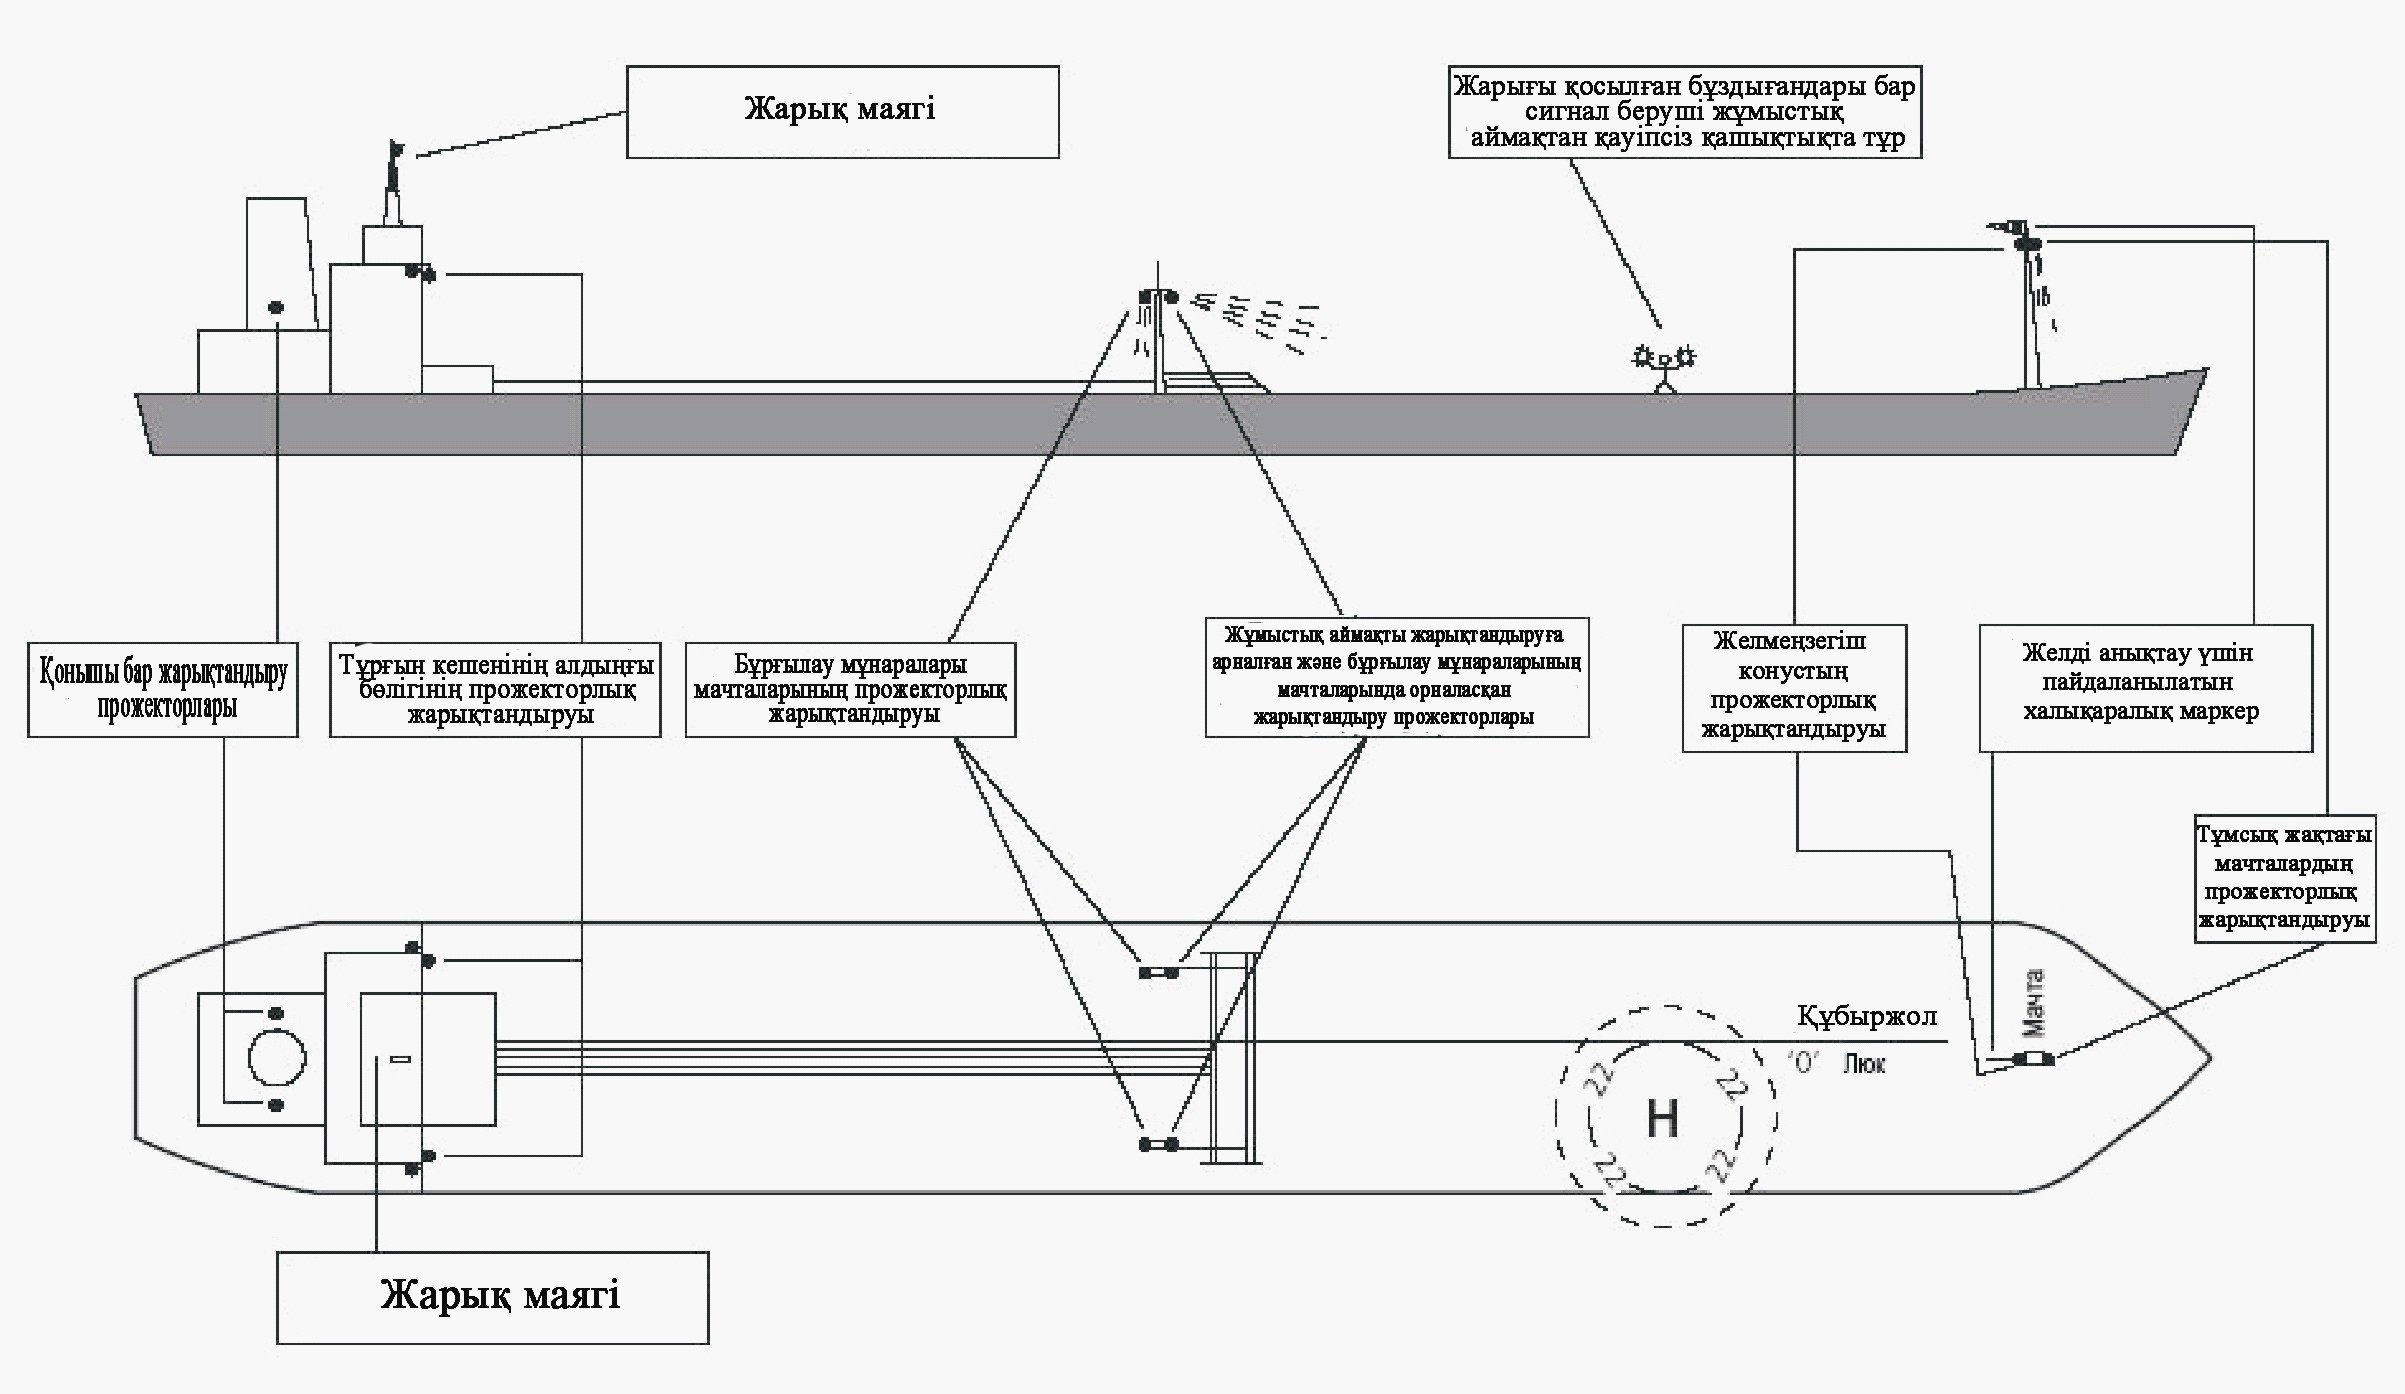 Жарық маягі
Жарығы қосылған бұздығандары бар
сигнал беруші жұмыстық
аймақтан қауіпсіз қашықтықта тұр
Қонышы бар жарықтандыру
прожекторлары
Тұрғын кешенінің алдыңғы
бөлігінің прожекторлық
жарықтандыруы
Бұрғылау мұнаралары
мачталарының прожекторлық
жарықтандыруы
Жұмыстық аймақты жарықтандыруға
арналған және бұрғылау мұнараларының
мачталарында орналасқан
жарықтандыру прожекторлары
Желмеңзегіш
конустың
прожекторлық
жарықтандыруы
Желді анықтау үшін
пайдаланылатын
халықаралық маркер
Тұмсық жақтағы
мачталардың
прожекторлық
жарықтандыруы
Мачта
Құбыржол
'О' Люк
22
22
Н
22
22
Жарық маягі